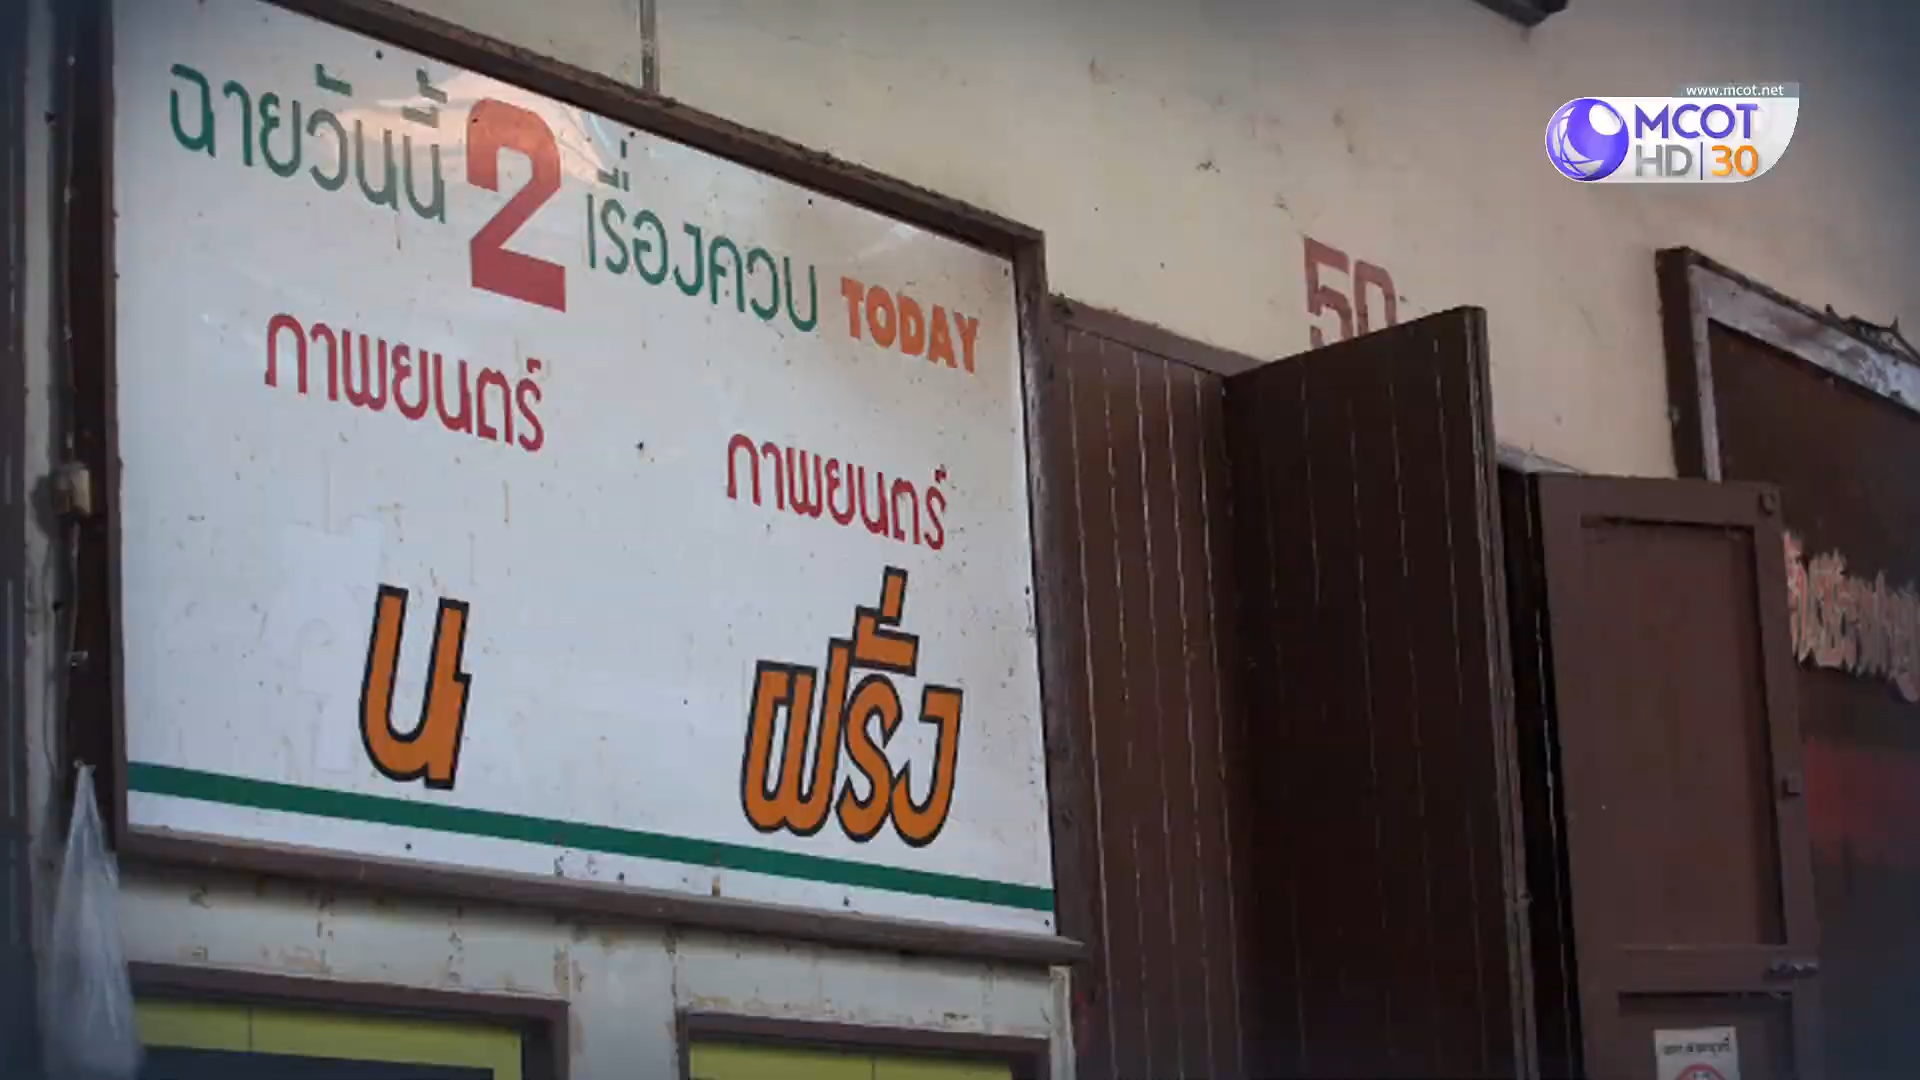 www.mcot.net
MCOT
HD 30
ฉายวันนี้ 2 เรื่องควบ TODAY
ภาพยนตร์ ภาพยนตร์
น ฝรั่ง
50